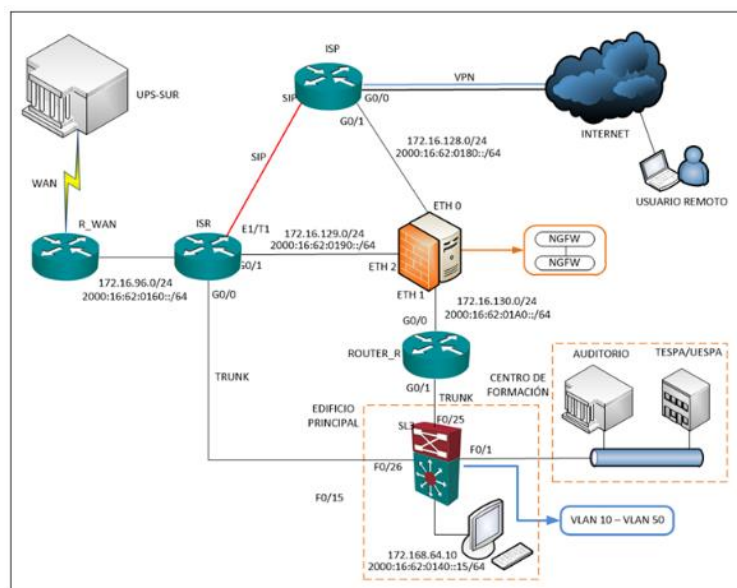 ISP
UPS-SUR
SIP
G0/0
VPN
G0/1
INTERNET
SIP
172.16.128.0/24
2000:16:62:0180::/64
WAN
USUARIO REMOTO
R_WAN
ISR
E1/T1
172.16.129.0/24
2000:16:62:0190::/64
ETH 0
NGFW
NGFW
G0/1
ETH 2
172.16.96.0/24
2000:16:62:0160::/64
G0/0
ETH 1
172.16.130.0/24
2000:16:62:01A0::/64
G0/0
ROUTER_R
AUDITORIO
TESPA/UESPA
G0/1
CENTRO DE
FORMACIÓN
TRUNK
TRUNK
EDIFICIO
PRINCIPAL
F0/25
SL3
F0/1
F0/26
F0/15
VLAN 10 – VLAN 50
172.168.64.10
2000:16:62:0140::15/64